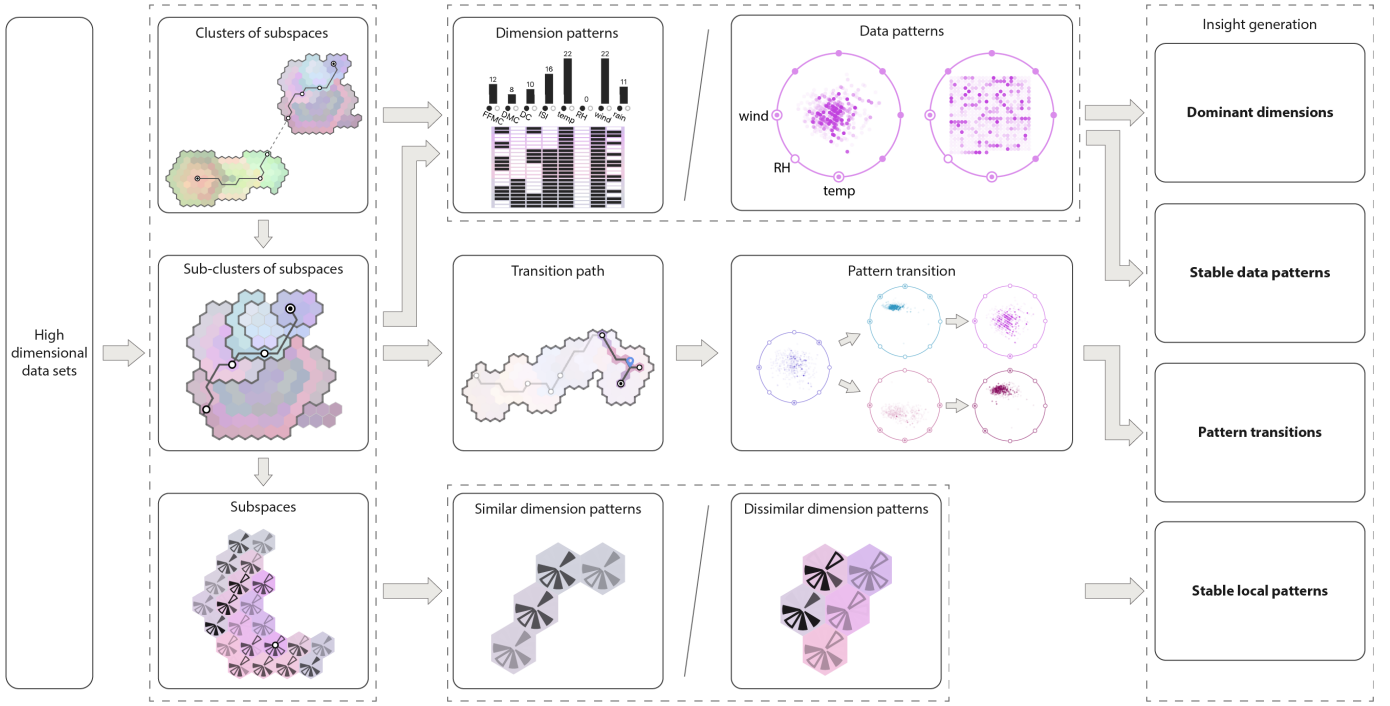 High
dimensional
data sets
Clusters of subspaces
Sub-clusters of subspaces
Subspaces
Dimension patterns
12
8
10
16
22
0
22
11
FFMC
DMC
DC
ISI
temp
RH
wind
rain
Data patterns
wind
RH
temp
Transition path
Pattern transition
Similar dimension patterns
Dissimilar dimension patterns
Insight generation
Dominant dimensions
Stable data patterns
Pattern transitions
Stable local patterns